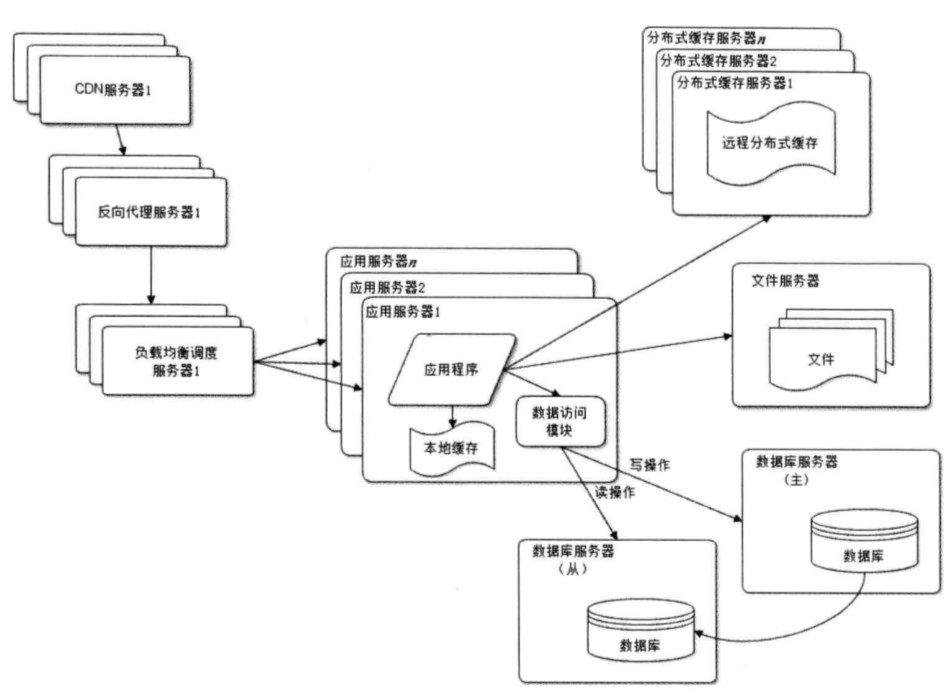 CDN服务器1
反向代理服务器1
负载均衡调度
服务器1
应用服务器n
应用服务器2
应用服务器1
应用程序
本地缓存
数据访问
模块
分布式缓存服务器n
分布式缓存服务器2
分布式缓存服务器1
远程分布式缓存
文件服务器
文件
写操作
读操作
数据库服务器
（主）
数据库
数据库服务器
（从）
数据库